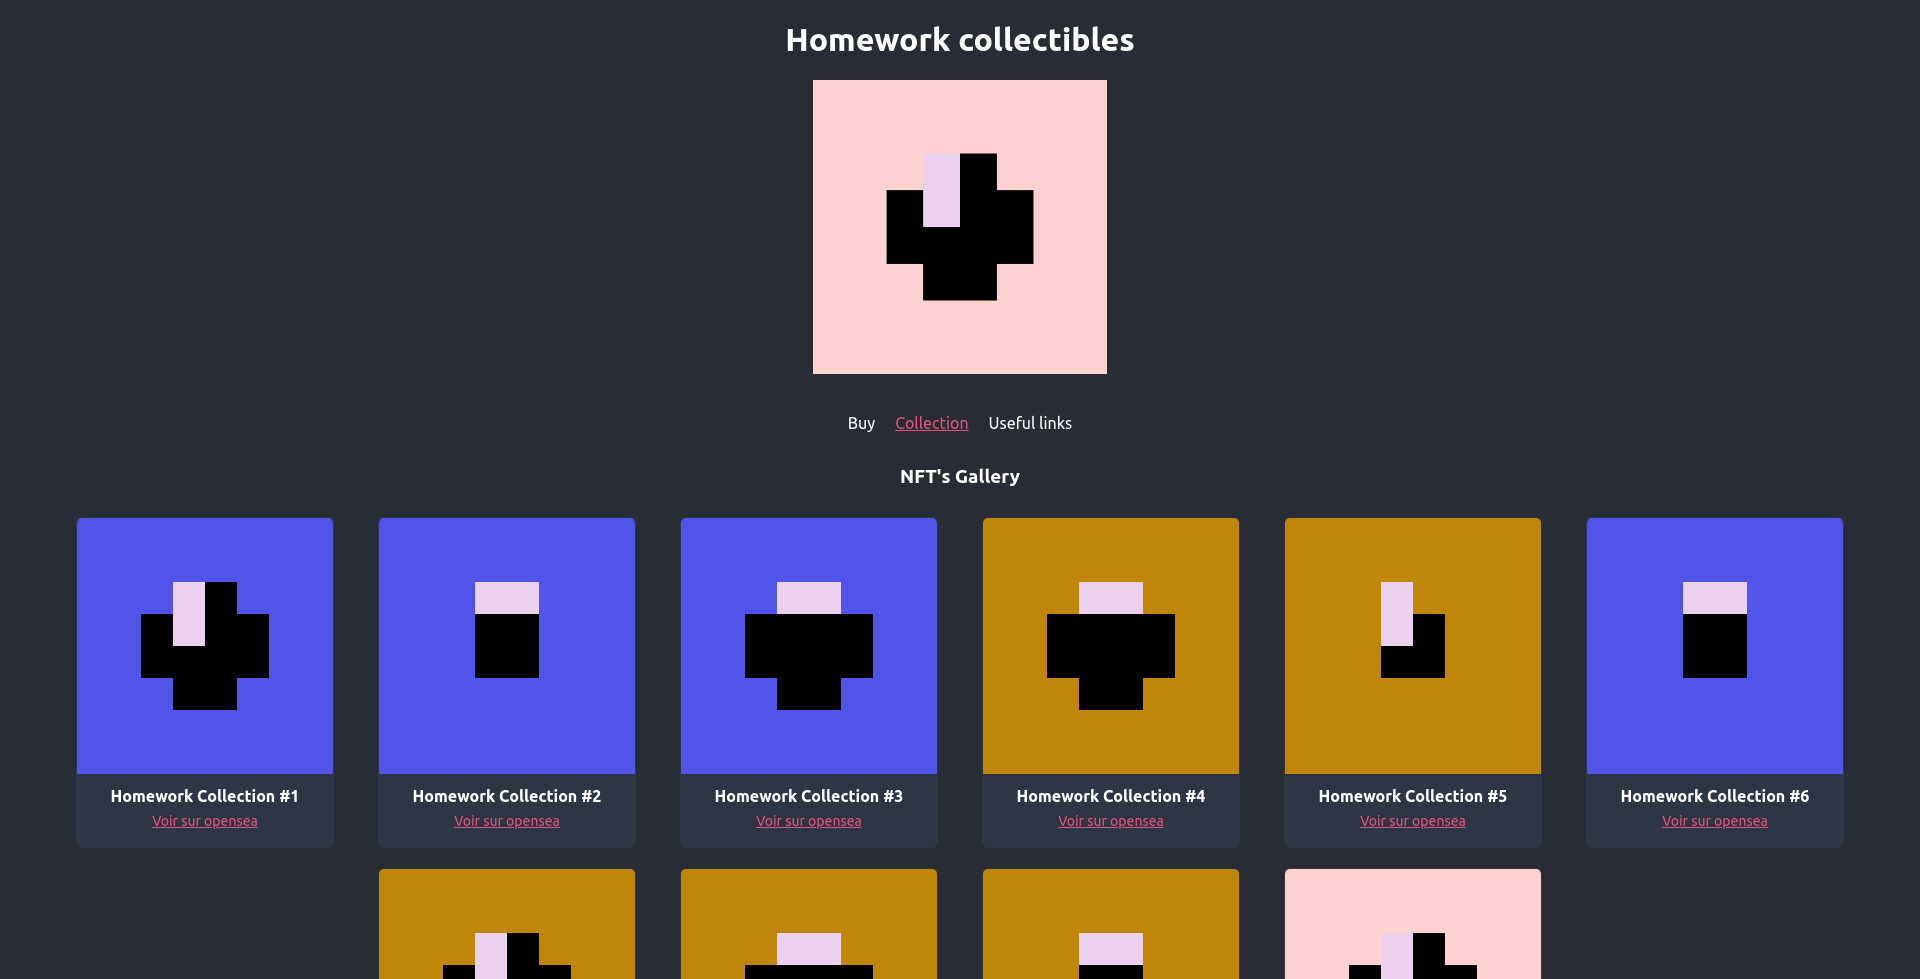 Homework collectibles
Buy Collection Useful links
NFT's Gallery
Homework Collection #1
Voir sur opensea
Homework Collection #2
Voir sur opensea
Homework Collection #3
Voir sur opensea
Homework Collection #4
Voir sur opensea
Homework Collection #5
Voir sur opensea
Homework Collection #6
Voir sur opensea